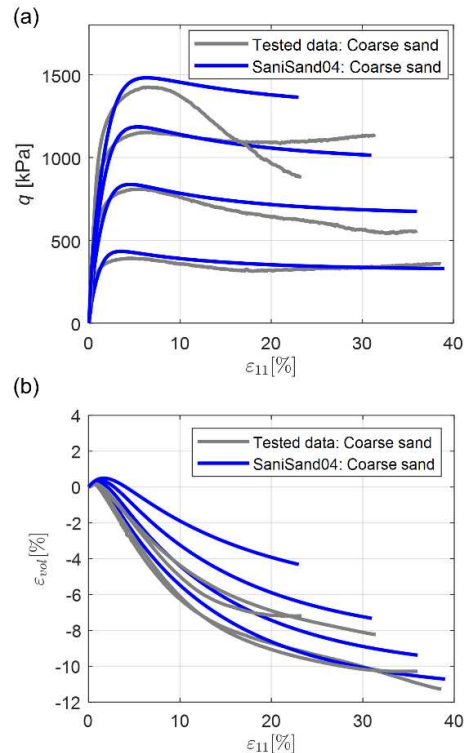 (a)
Tested data: Coarse sand
SaniSand04: Coarse sand
1500
1000
500
0
q [kPa]
0 10 20 30 40
ε₁₁[%]
(b)
Tested data: Coarse sand
SaniSand04: Coarse sand
4
2
0
-2
-4
-6
-8
-10
-12
εvol[%]
0 10 20 30 40
ε₁₁[%]